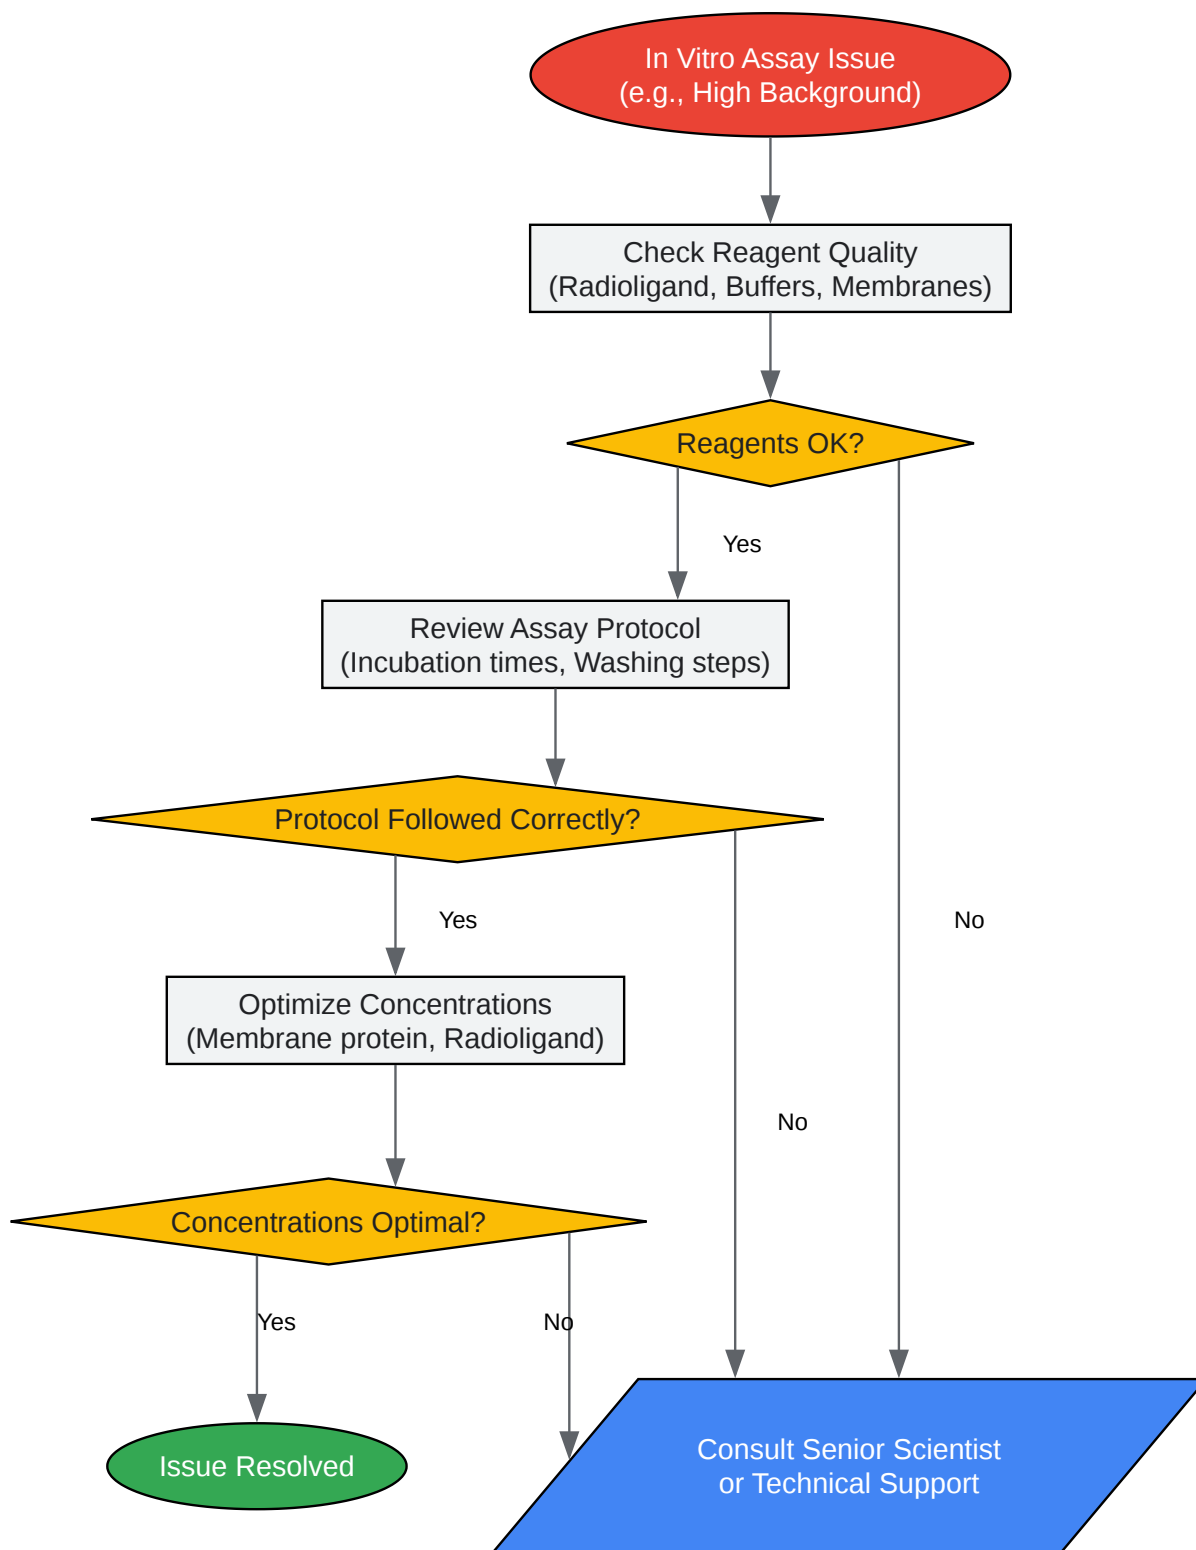 In Vitro Assay Issue
(e.g., High Background)
Check Reagent Quality
(Radioligand, Buffers, Membranes)
Reagents OK?
Yes
Review Assay Protocol
(Incubation times, Washing steps)
Protocol Followed Correctly?
Yes
No
Optimize Concentrations
(Membrane protein, Radioligand)
No
Concentrations Optimal?
Yes
No
Issue Resolved
Consult Senior Scientist
or Technical Support